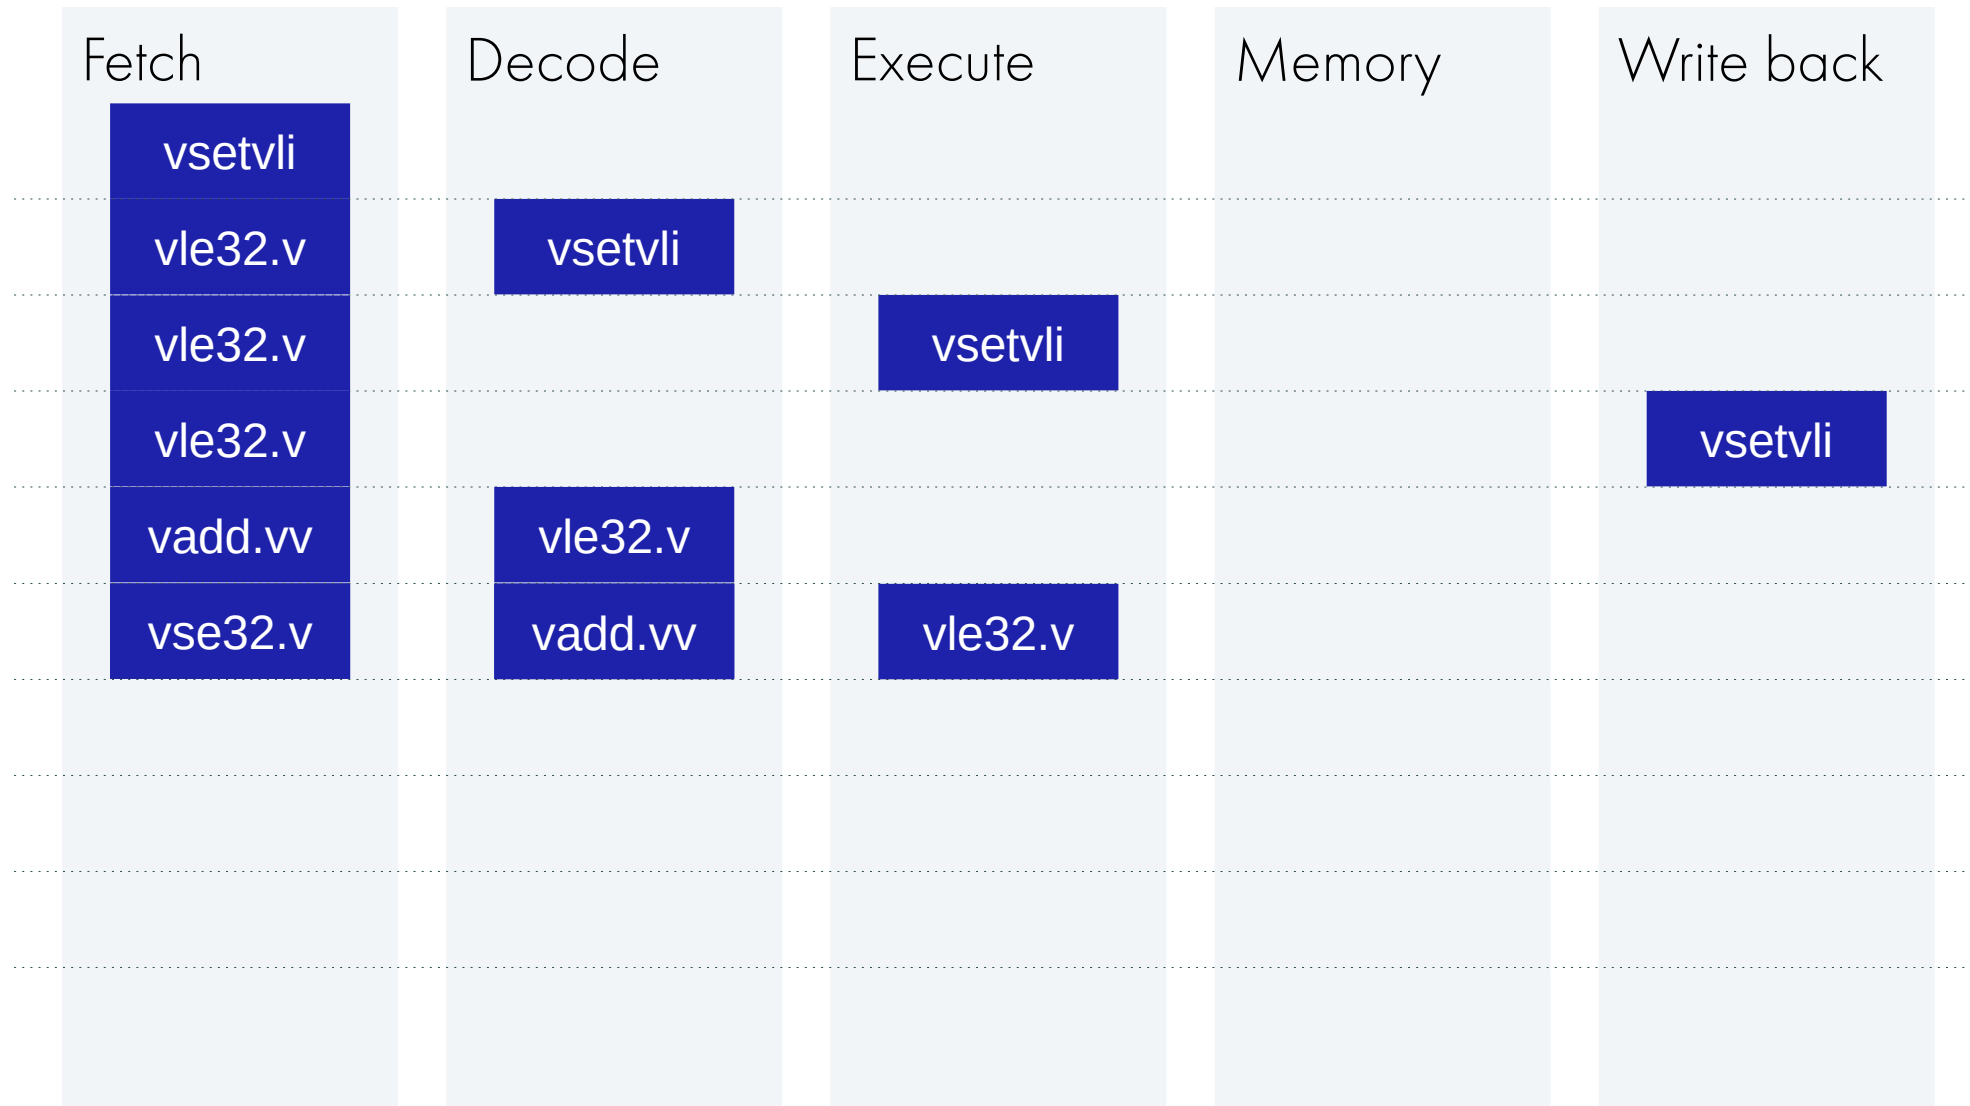 Fetch Decode Execute Memory Write back
vsetvli
vle32.v vsetvli
vle32.v vsetvli
vle32.v vsetvli
vadd.vv vle32.v
vse32.v vadd.vv vle32.v